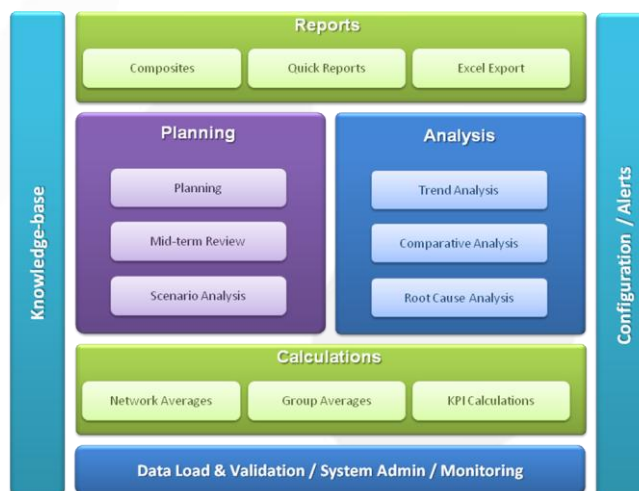 Reports
Composites
Quick Reports
Excel Export
Knowledge-base
Planning
Planning
Mid-term Review
Scenario Analysis
Analysis
Trend Analysis
Comparative Analysis
Root Cause Analysis
Configuration / Alerts
Calculations
Network Averages
Group Averages
KPI Calculations
Data Load & Validation / System Admin / Monitoring